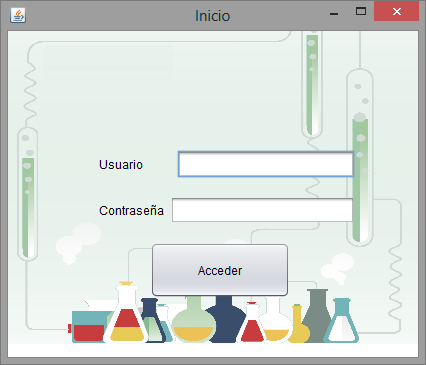 Inicio
Usuario
Contraseña
Acceder